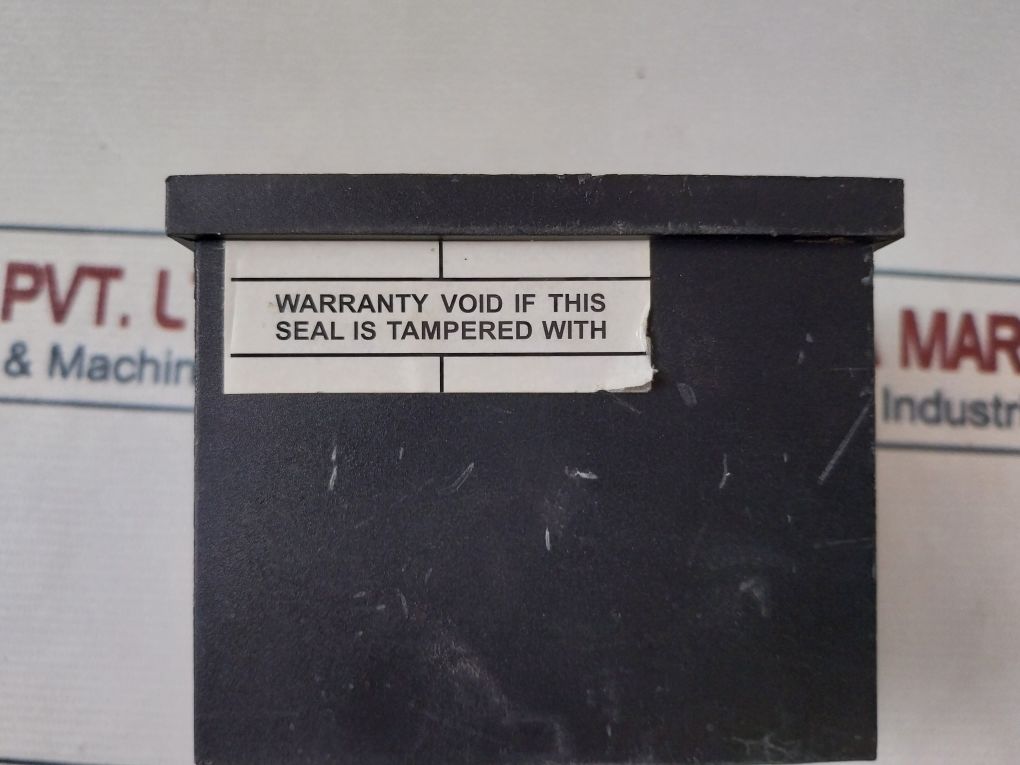 WARRANTY VOID IF THIS
SEAL IS TAMPERED WITH
PVT.
& Machin
MAR
Industr